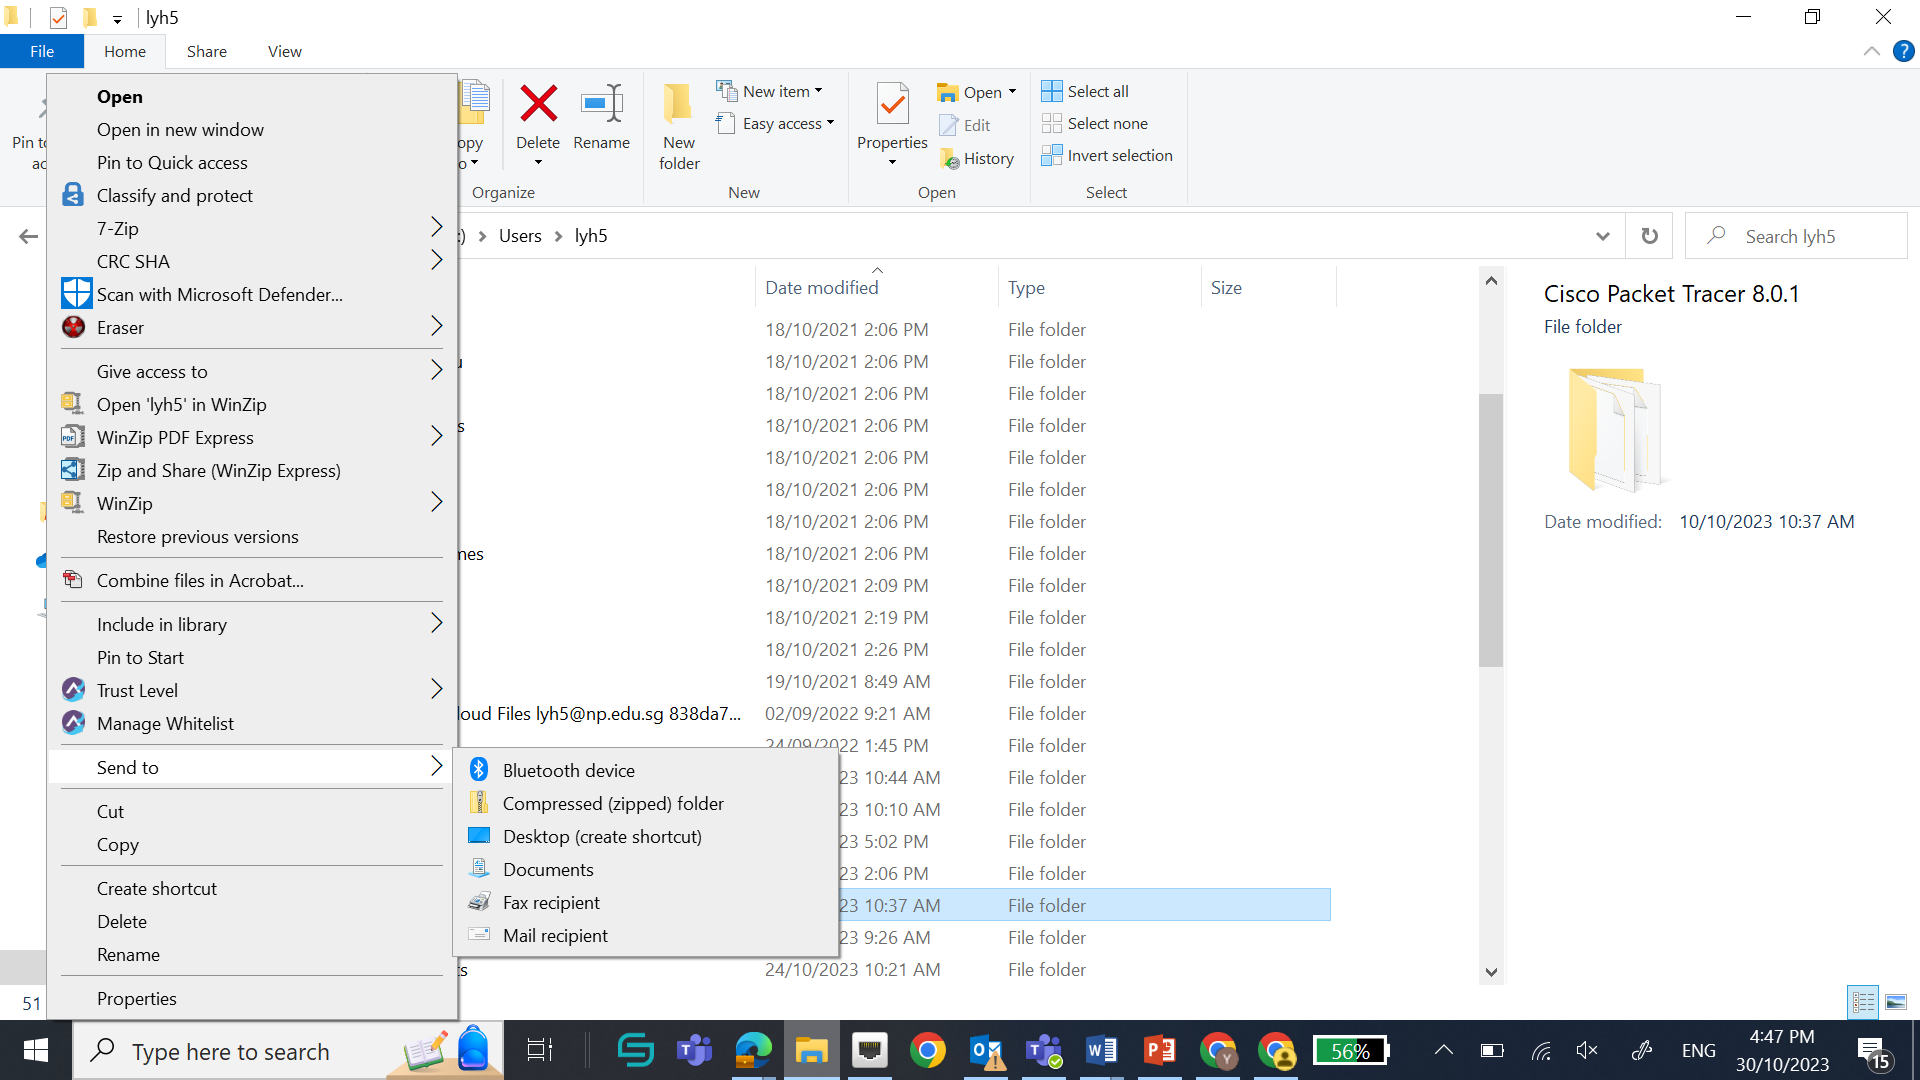 lyh5
File Home Share View
Open
Open in new window
Pin to Quick access
Classify and protect
7-Zip
CRC SHA
Scan with Microsoft Defender...
Eraser
Give access to
Open 'lyh5' in WinZip
WinZip PDF Express
Zip and Share (WinZip Express)
WinZip
Restore previous versions
Combine files in Acrobat...
Include in library
Pin to Start
Trust Level
Manage Whitelist
Send to
Cut
Copy
Create shortcut
Delete
Rename
Properties
Bluetooth device
Compressed (zipped) folder
Desktop (create shortcut)
Documents
Fax recipient
Mail recipient
Delete
Rename
Organize
New folder
New item
Easy access
New
Properties
Open
Edit
History
Open
Select all
Select none
Invert selection
Select
Users lyh5
Search lyh5
Date modified Type Size
18/10/2021 2:06 PM File folder
18/10/2021 2:06 PM File folder
18/10/2021 2:06 PM File folder
18/10/2021 2:06 PM File folder
18/10/2021 2:06 PM File folder
18/10/2021 2:06 PM File folder
18/10/2021 2:06 PM File folder
18/10/2021 2:06 PM File folder
18/10/2021 2:09 PM File folder
18/10/2021 2:19 PM File folder
18/10/2021 2:26 PM File folder
19/10/2021 8:49 AM File folder
loud Files lyh5@np.edu.sg 838da7... 02/09/2022 9:21 AM File folder
24/09/2022 1:45 PM File folder
23 10:44 AM File folder
23 10:10 AM File folder
23 5:02 PM File folder
23 2:06 PM File folder
23 10:37 AM File folder
23 9:26 AM File folder
24/10/2023 10:21 AM File folder
Cisco Packet Tracer 8.0.1
File folder
Date modified: 10/10/2023 10:37 AM
51
Type here to search
56%
ENG
4:47 PM
30/10/2023
15